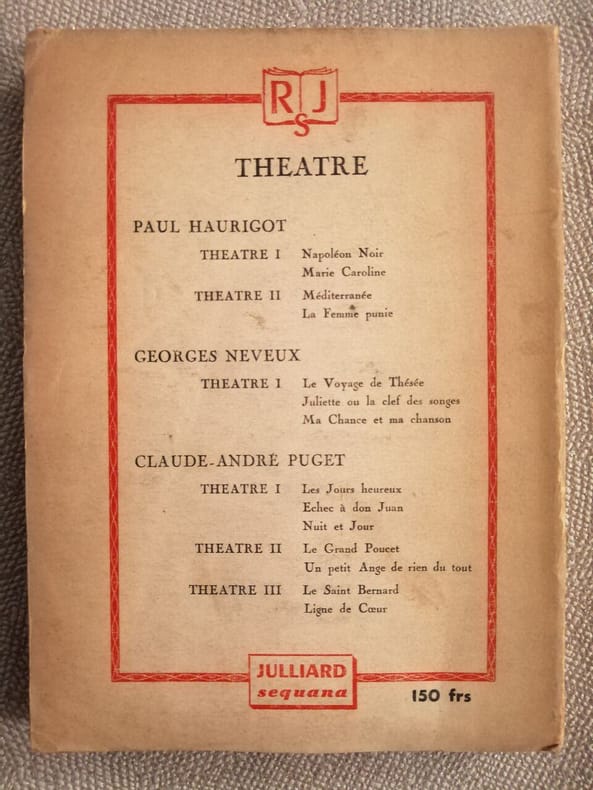 RSJ
THEATRE
PAUL HAURIGOT
THEATRE I Napoléon Noir
Marie Caroline
THEATRE II Méditerranée
La Femme punie
GEORGES NEVEUX
THEATRE I Le Voyage de Thésée
Juliette ou la clef des songes
Ma Chance et ma chanson
CLAUDE-ANDRÉ PUGET
THEATRE I Les Jours heureux
Echec à don Juan
Nuit et Jour
THEATRE II Le Grand Poucet
Un petit Ange de rien du tout
THEATRE III Le Saint Bernard
Ligne de Cœur
JULLIARD
sequana
150 frs